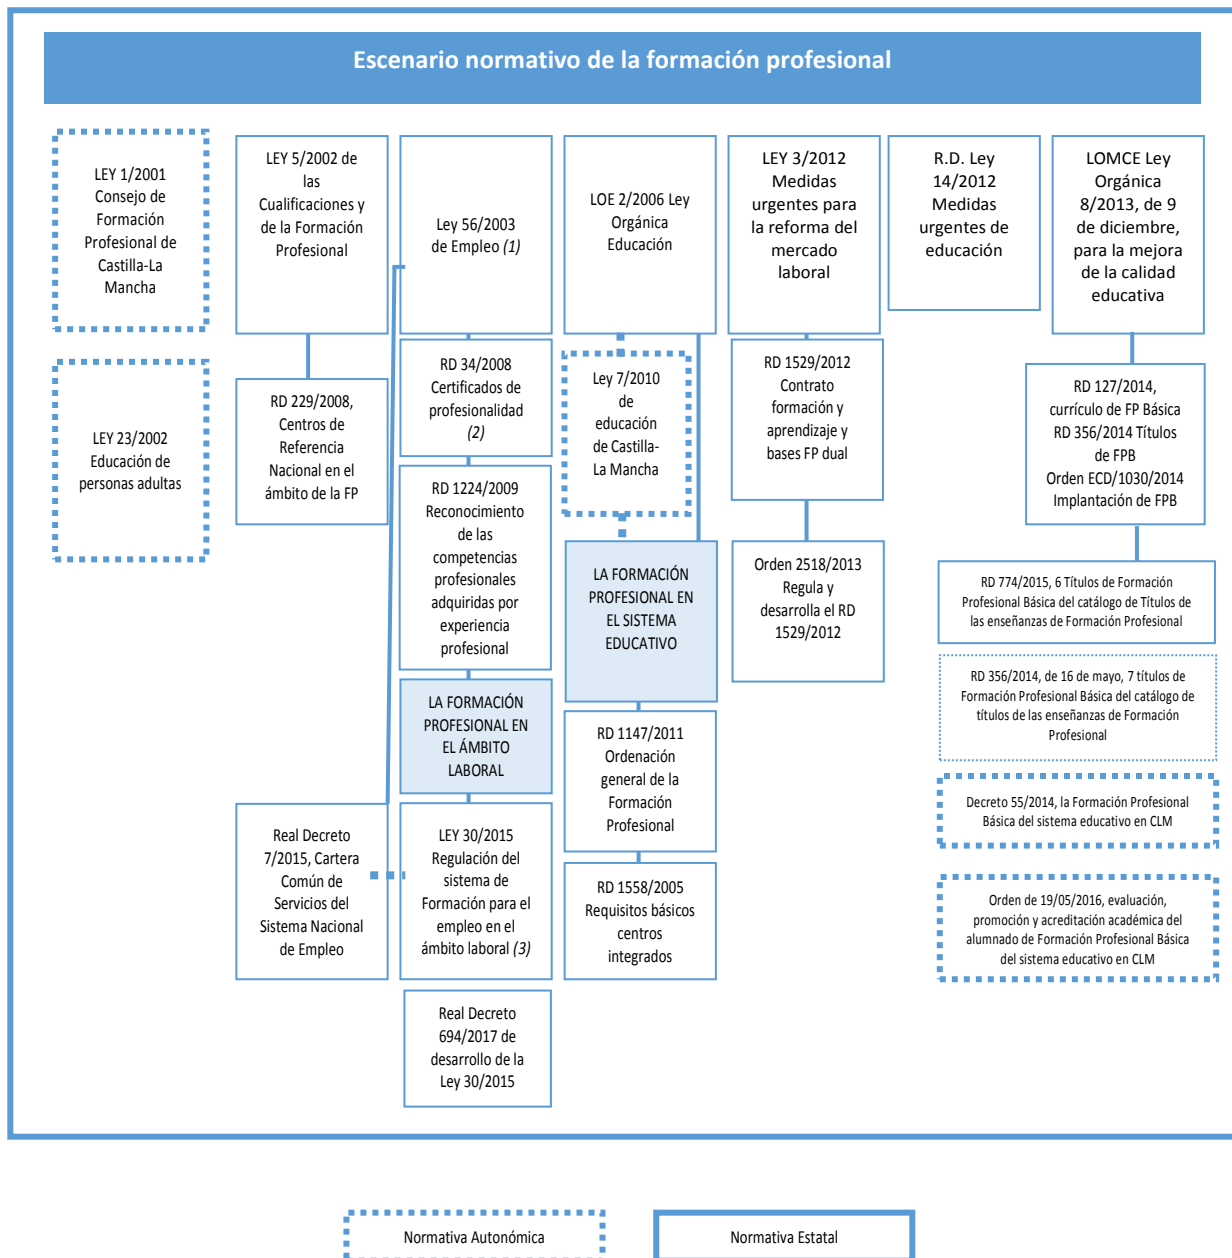 Escenario normativo de la formación profesional
LEY 1/2001
Consejo de
Formación
Profesional de
Castilla-La
Mancha
LEY 23/2002
Educación de
personas adultas
LEY 5/2002 de
las
Cualificaciones y
de la Formación
Profesional
RD 229/2008,
Centros de
Referencia
Nacional en el
ámbito de la FP
Real Decreto
7/2015, Cartera
Común de
Servicios del
Sistema Nacional
de Empleo
Ley 56/2003
de Empleo (1)
RD 34/2008
Certificados de
profesionalidad
(2)
RD 1224/2009
Reconocimiento
de las
competencias
profesionales
adquiridas por
experiencia
profesional
LA FORMACIÓN
PROFESIONAL EN
EL ÁMBITO
LABORAL
LEY 30/2015
Regulación del
sistema de
Formación para el
empleo en el
ámbito laboral (3)
Real Decreto
694/2017 de
desarrollo de la
Ley 30/2015
LOE 2/2006 Ley
Orgánica
Educación
Ley 7/2010
de
educación
de Castilla-
La Mancha
LA FORMACIÓN
PROFESIONAL EN
EL SISTEMA
EDUCATIVO
RD 1147/2011
Ordenación
general de la
Formación
Profesional
RD 1558/2005
Requisitos básicos
centros
integrados
LEY 3/2012
Medidas
urgentes para
la reforma del
mercado
laboral
RD 1529/2012
Contrato
formación y
aprendizaje y
bases FP dual
Orden 2518/2013
Regula y
desarrolla el RD
1529/2012
R.D. Ley
14/2012
Medidas
urgentes de
educación
LOMCE Ley
Orgánica
8/2013, de 9
de diciembre,
para la mejora
de la calidad
educativa
RD 127/2014,
currículo de FP Básica
RD 356/2014 Títulos
de FPB
Orden ECD/1030/2014
Implantación de FPB
RD 774/2015, 6 Títulos de Formación
Profesional Básica del catálogo de Títulos de
las enseñanzas de Formación Profesional
RD 356/2014, de 16 de mayo, 7 títulos de
Formación Profesional Básica del catálogo de
títulos de las enseñanzas de Formación
Profesional
Decreto 55/2014, la Formación Profesional
Básica del sistema educativo en CLM
Orden de 19/05/2016, evaluación,
promoción y acreditación académica del
alumnado de Formación Profesional Básica
del sistema educativo en CLM
Normativa Autonómica
Normativa Estatal